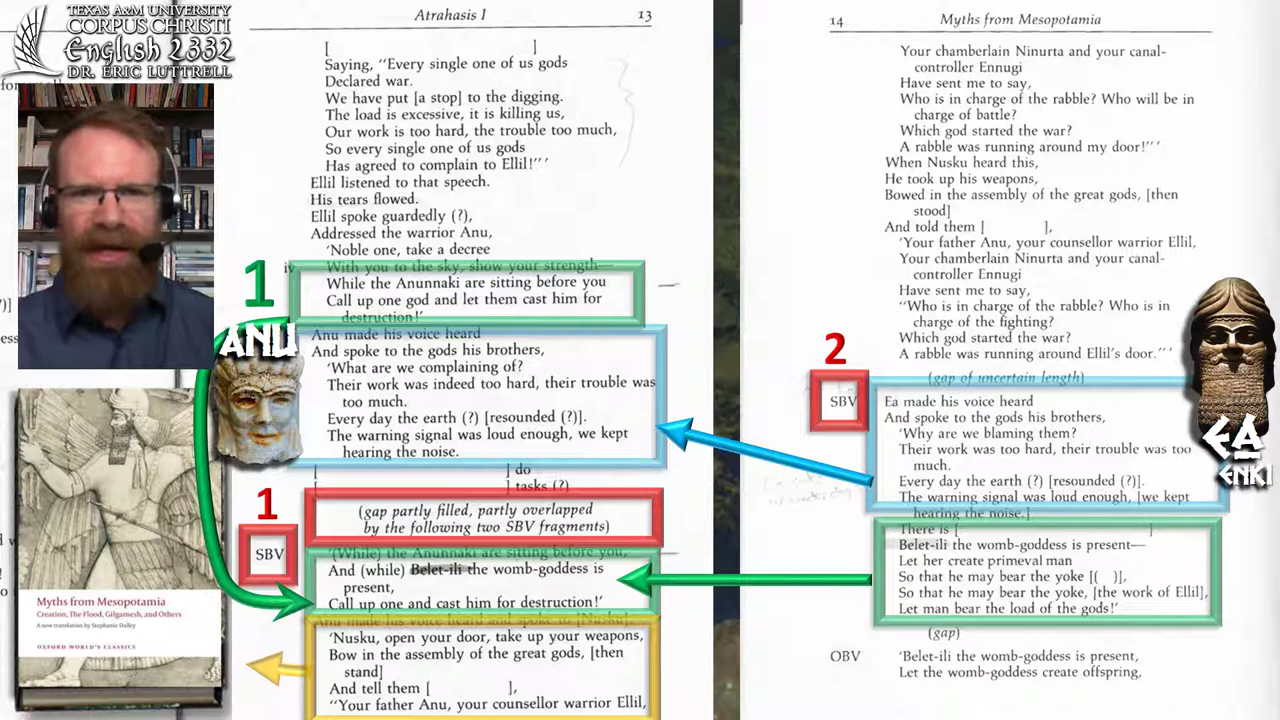 TEXAS A&M UNIVERSITY
CORPUS CHRISTI
English 2332
DR. ERIC LUTTRELL
Atrahasis I 13
[ ]
Saying, “Every single one of us gods
Declared war.
We have put [a stop] to the digging.
The load is excessive, it is killing us,
Our work is too hard, the trouble too much,
So every single one of us gods
Has agreed to complain to Ellil!”’
Ellil listened to that speech.
His tears flowed.
Ellil spoke guardedly (?),
Addressed the warrior Anu,
‘Noble one, take a decree
iv With you to the sky, show your strength—
1
While the Anunnaki are sitting before you
Call up one god and let them cast him for
destruction!’
ANU
Anu made his voice heard
And spoke to the gods his brothers,
‘What are we complaining of?
Their work was indeed too hard, their trouble was
too much.
Every day the earth (?) [resounded (?)].
The warning signal was loud enough, we kept
hearing the noise.
[ ] do
[ ] tasks (?)
1
(gap partly filled, partly overlapped
by the following two SBV fragments)
SBV
‘(While) the Anunnaki are sitting before you,
And (while) Belet-ili the womb-goddess is
present,
Call up one and cast him for destruction!’
Anu made his voice heard and spoke to [Nusku].
‘Nusku, open your door, take up your weapons,
Bow in the assembly of the great gods, [then
stand]
And tell them [ ],
“Your father Anu, your counsellor warrior Ellil,
Myths from Mesopotamia
Creation, The Flood, Gilgamesh, and Others
A new translation by Stephanie Dalley
OXFORD WORLD'S CLASSICS
14 Myths from Mesopotamia
Your chamberlain Ninurta and your canal-
controller Ennugi
Have sent me to say,
Who is in charge of the rabble? Who will be in
charge of battle?
Which god started the war?
A rabble was running around my door!”’
When Nusku heard this,
He took up his weapons,
Bowed in the assembly of the great gods, [then
stood]
And told them [ ],
‘Your father Anu, your counsellor warrior Ellil,
Your chamberlain Ninurta and your canal-
controller Ennugi
Have sent me to say,
“Who is in charge of the rabble? Who is in
charge of the fighting?
Which god started the war?
A rabble was running around Ellil's door.”’
(gap of uncertain length)
2
SBV
Ea made his voice heard
And spoke to the gods his brothers,
‘Why are we blaming them?
Their work was too hard, their trouble was too
much.
Every day the earth (?) [resounded (?)].
The warning signal was loud enough, [we kept
hearing the noise.]
EA
ENKI
There is [ ]
Belet-ili the womb-goddess is present—
Let her create primeval man
So that he may bear the yoke [( )],
So that he may bear the yoke, [the work of Ellil],
Let man bear the load of the gods!’
(gap)
OBV ‘Belet-ili the womb-goddess is present,
Let the womb-goddess create offspring,